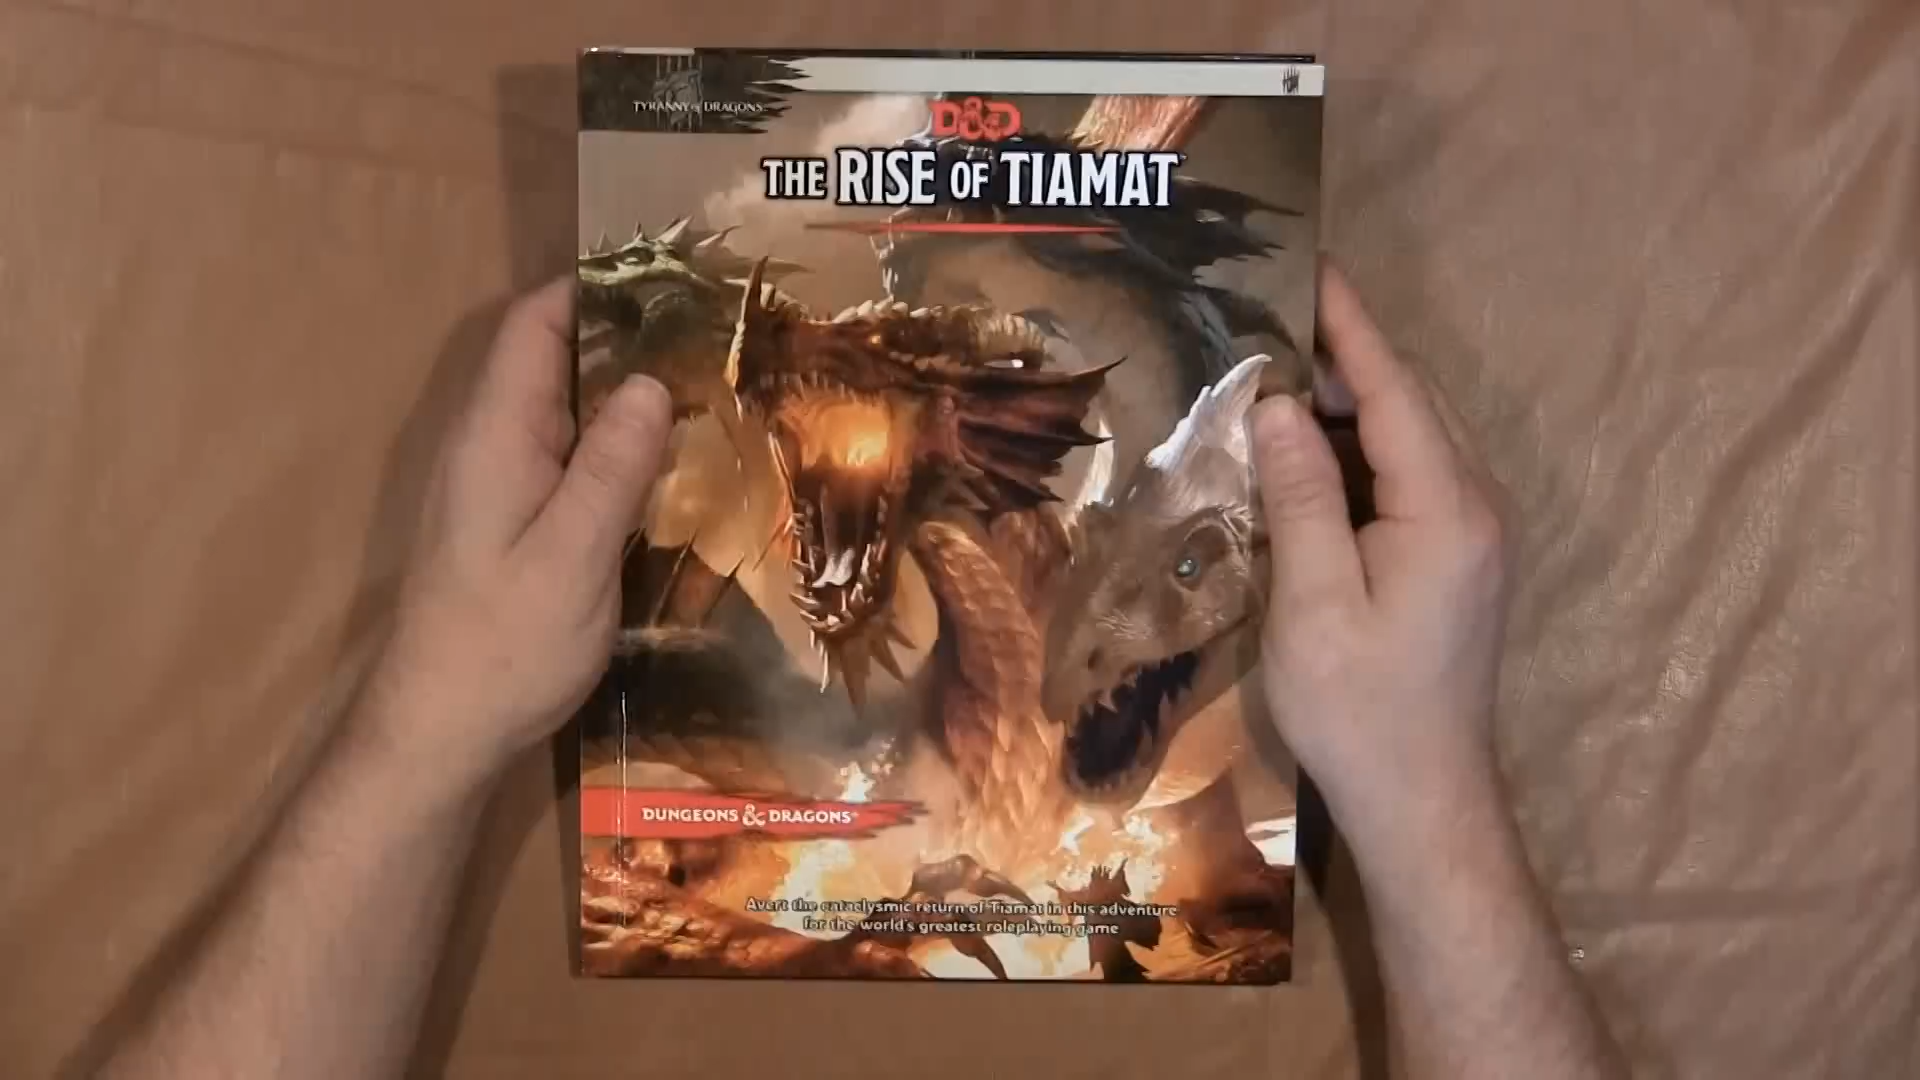 TYRANNY of DRAGONS
D&D
THE RISE OF TIAMAT™
DUNGEONS & DRAGONS®
Avert the cataclysmic return of Tiamat in this adventure
for the world's greatest roleplaying game